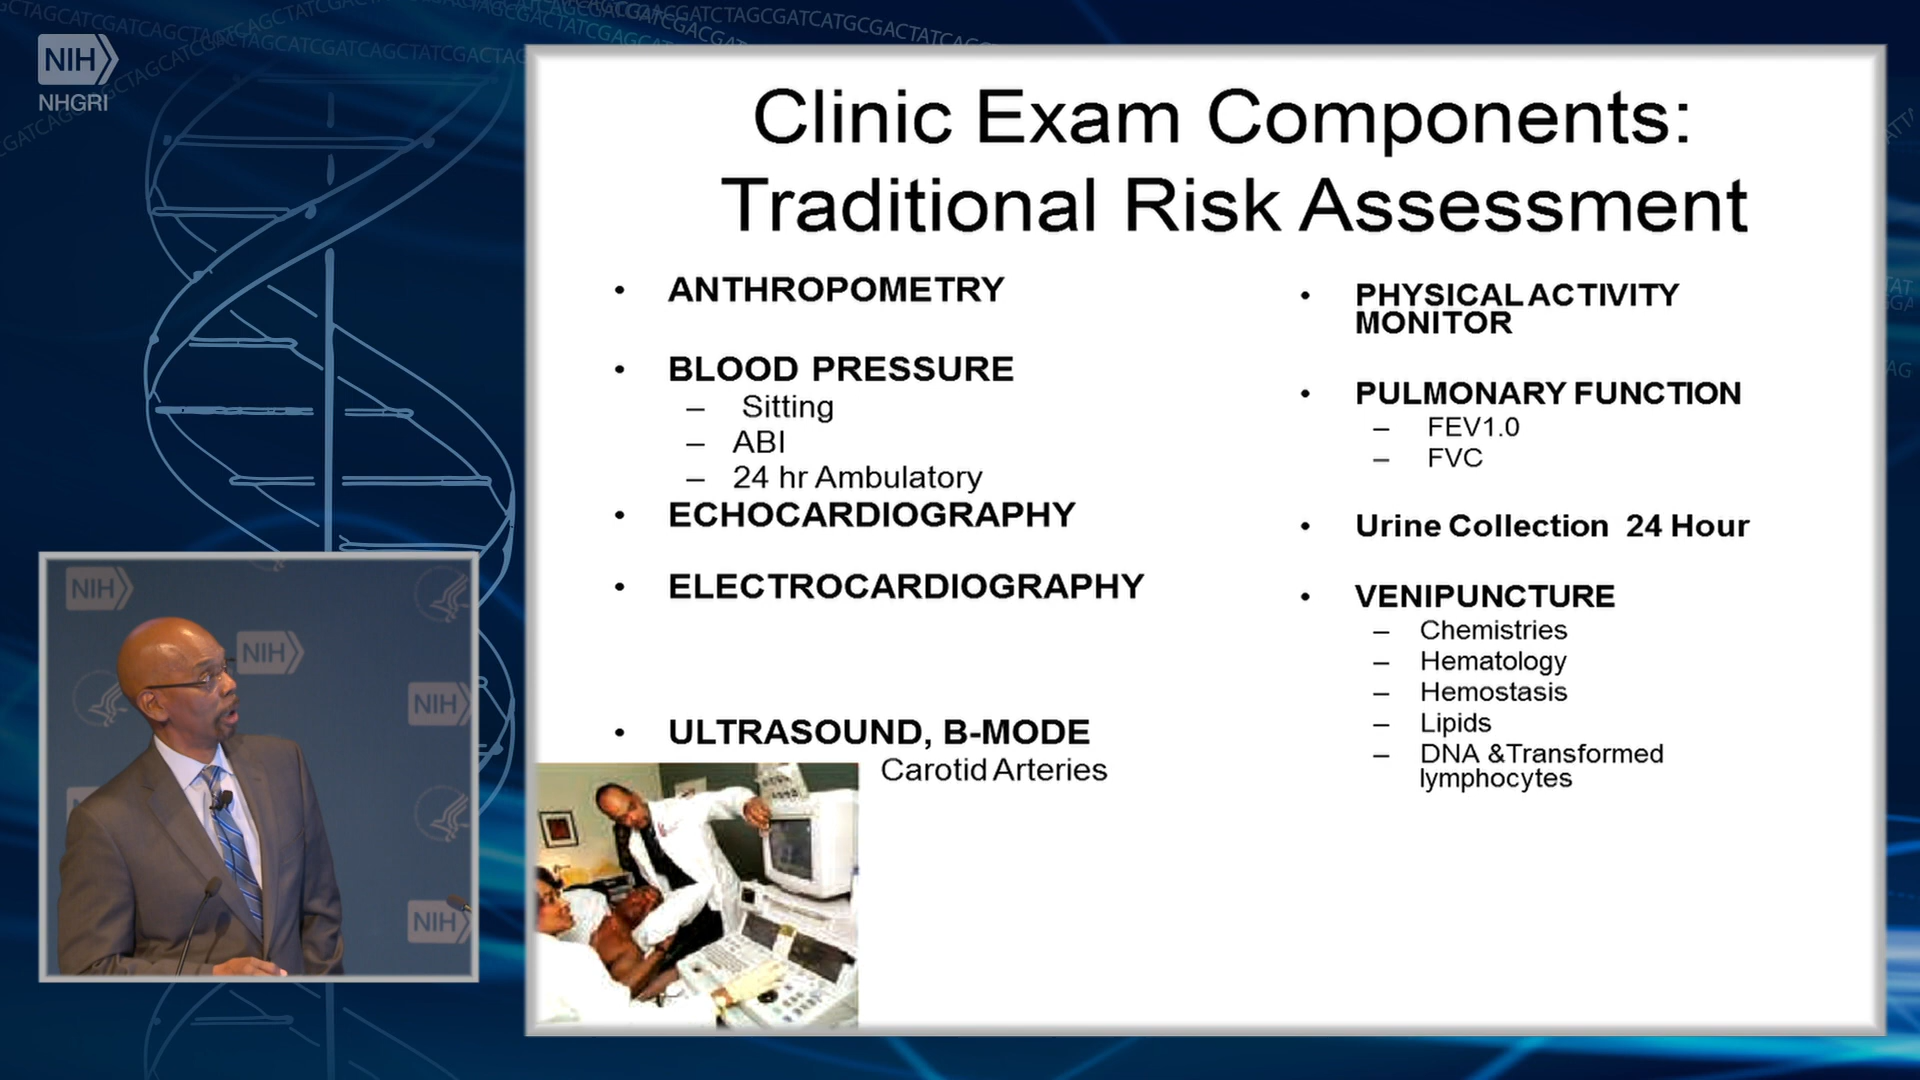 NIH
NHGRI
Clinic Exam Components:
Traditional Risk Assessment
• ANTHROPOMETRY
• BLOOD PRESSURE
– Sitting
– ABI
– 24 hr Ambulatory
• ECHOCARDIOGRAPHY
• ELECTROCARDIOGRAPHY
• ULTRASOUND, B-MODE
Carotid Arteries
• PHYSICAL ACTIVITY
MONITOR
• PULMONARY FUNCTION
– FEV1.0
– FVC
• Urine Collection 24 Hour
• VENIPUNCTURE
– Chemistries
– Hematology
– Hemostasis
– Lipids
– DNA &Transformed
lymphocytes
NIH
NIH
NIH
NIH